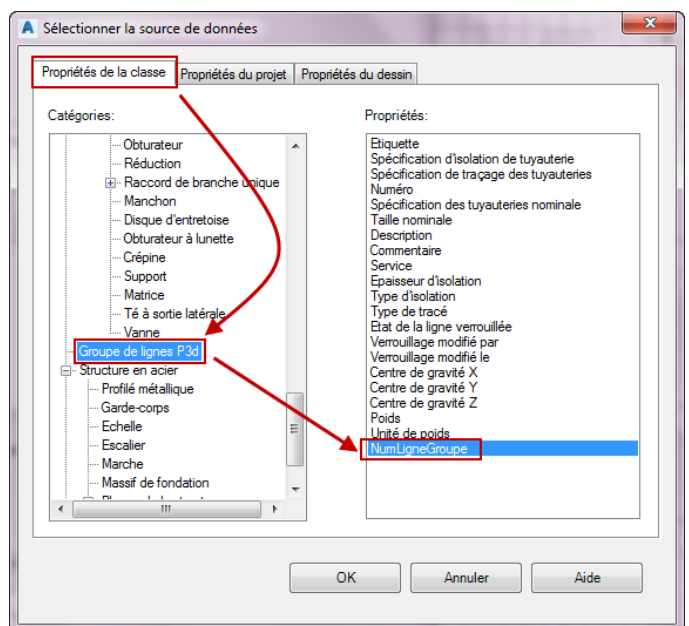 Sélectionner la source de données
Propriétés de la classe
Propriétés du projet
Propriétés du dessin
Catégories:
Obturateur
Réduction
Raccord de branche unique
Manchon
Disque d'entretoise
Obturateur à lunette
Crépine
Support
Matrice
Té à sortie latérale
Vanne
Groupe de lignes P3d
Structure en acier
Profilé métallique
Garde-corps
Echelle
Escalier
Marche
Massif de fondation
Propriétés:
Etiquette
Spécification d'isolation de tuyauterie
Spécification de traçage des tuyauteries
Numéro
Spécification des tuyauteries nominale
Taille nominale
Description
Commentaire
Service
Epaisseur d'isolation
Type d'isolation
Type de tracé
Etat de la ligne verrouillée
Verrouillage modifié par
Verrouillage modifié le
Centre de gravité X
Centre de gravité Y
Centre de gravité Z
Poids
Unité de poids
NumLigneGroupe
OK
Annuler
Aide